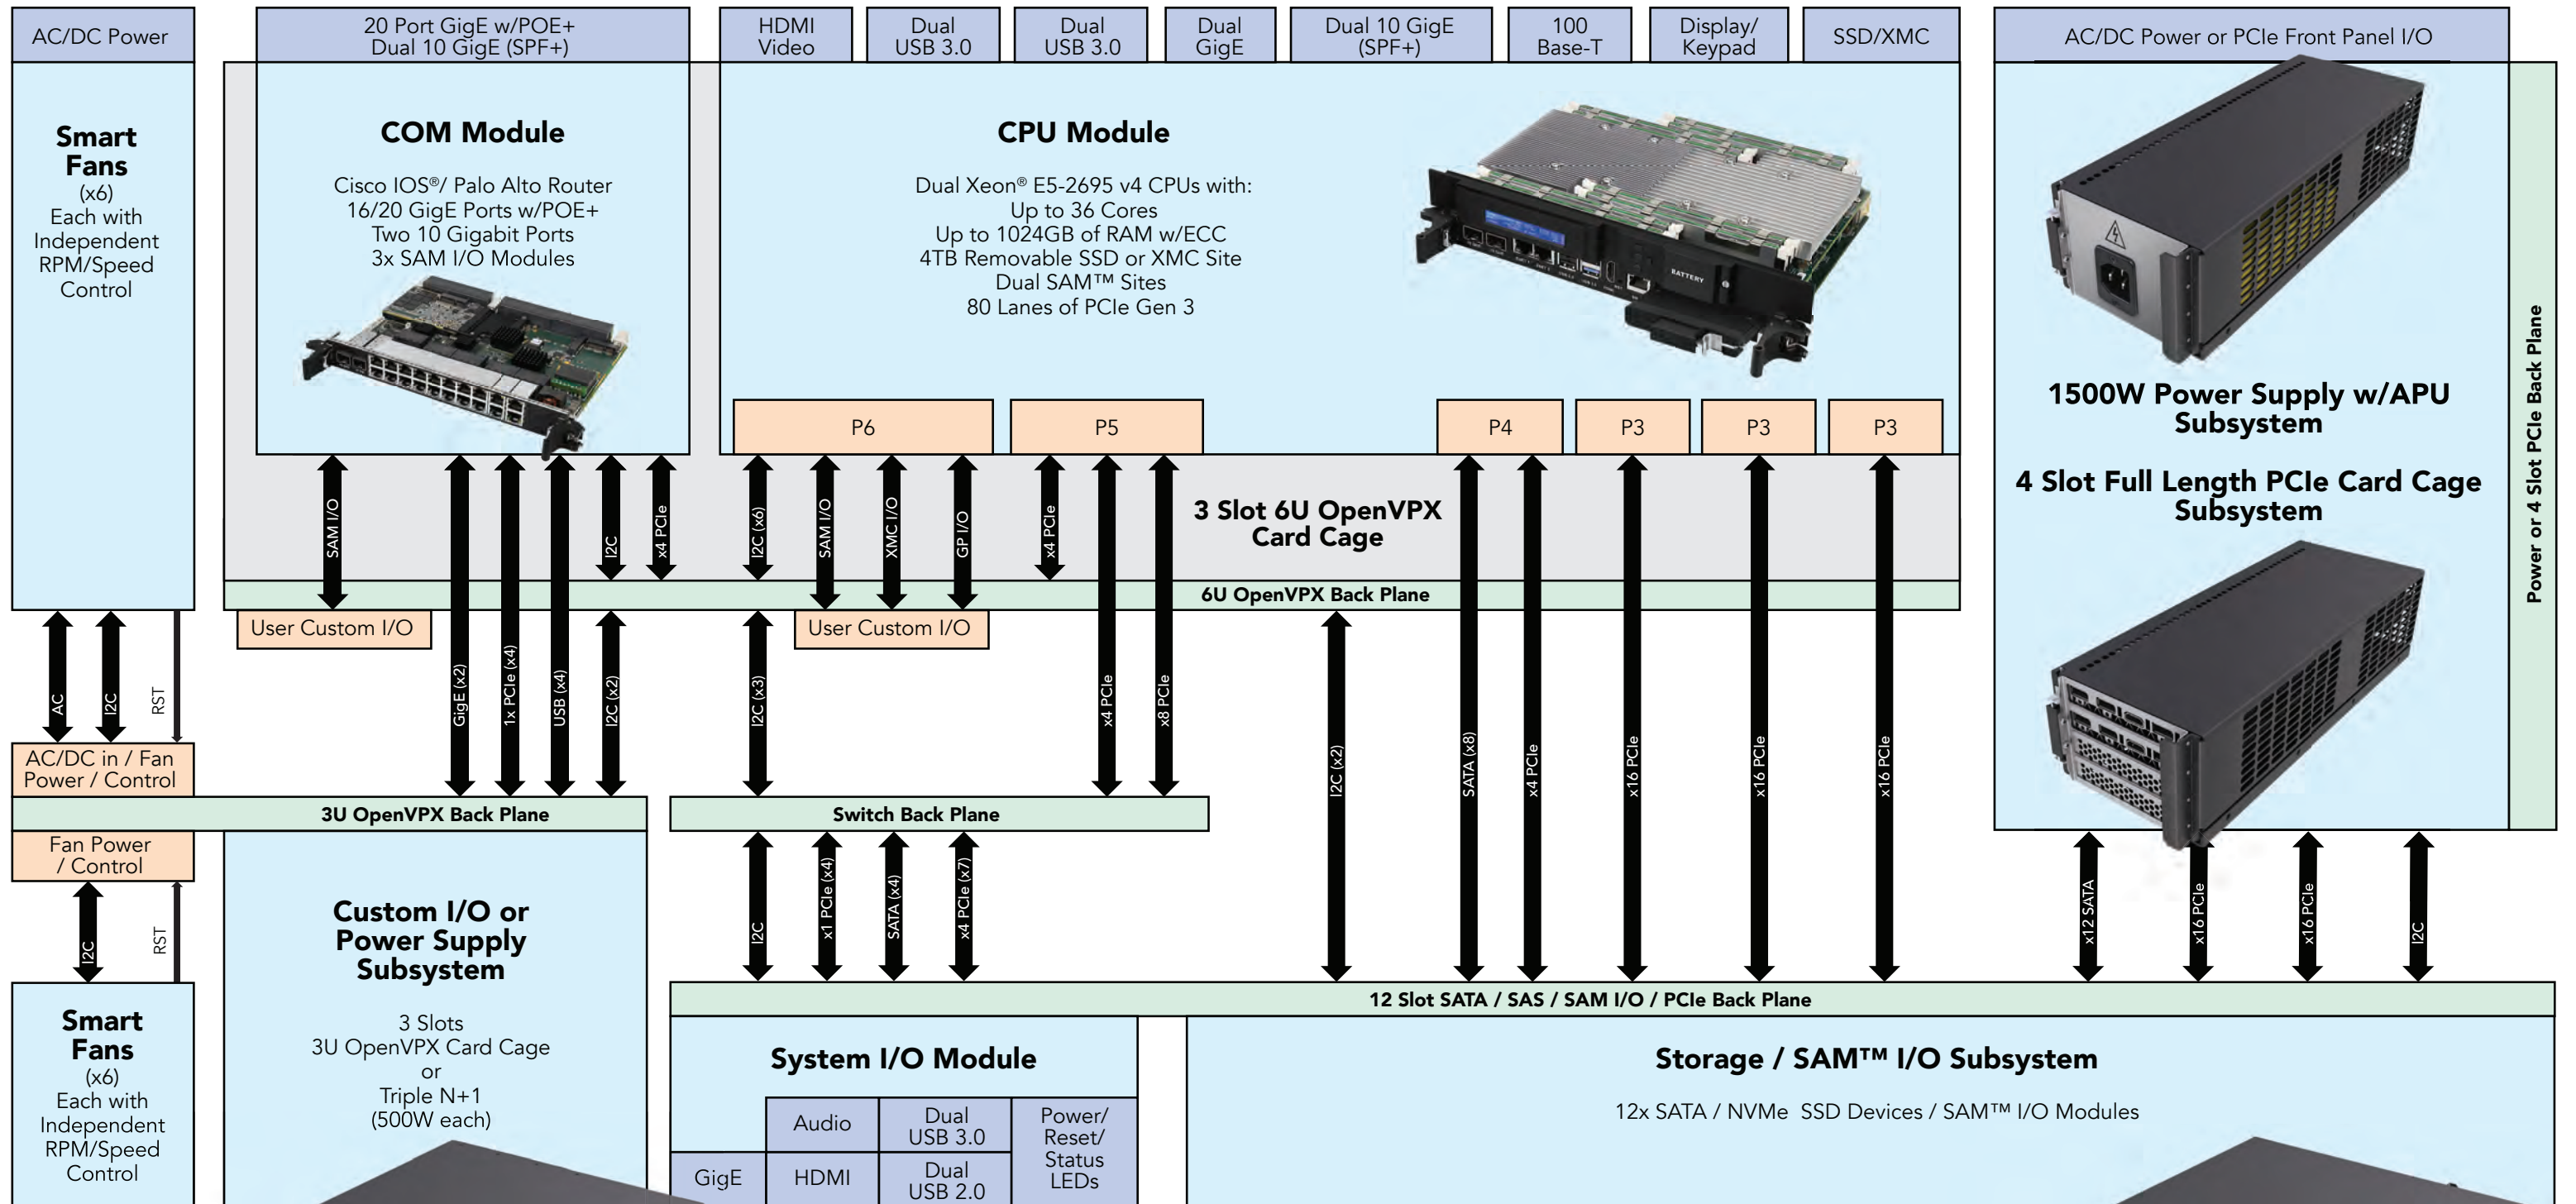 AC/DC Power
20 Port GigE w/POE+
Dual 10 GigE (SPF+)
HDMI
Video
Dual
USB 3.0
Dual
USB 3.0
Dual
GigE
Dual 10 GigE
(SPF+)
100
Base-T
Display/
Keypad
SSD/XMC
AC/DC Power or PCIe Front Panel I/O
Smart
Fans
(x6)
Each with
Independent
RPM/Speed
Control
COM Module
Cisco IOS®/ Palo Alto Router
16/20 GigE Ports w/POE+
Two 10 Gigabit Ports
3x SAM I/O Modules
CPU Module
Dual Xeon® E5-2695 v4 CPUs with:
Up to 36 Cores
Up to 1024GB of RAM w/ECC
4TB Removable SSD or XMC Site
Dual SAM™ Sites
80 Lanes of PCIe Gen 3
BATTERY
P6
P5
P4
P3
P3
P3
1500W Power Supply w/APU
Subsystem
4 Slot Full Length PCIe Card Cage
Subsystem
Power or 4 Slot PCIe Back Plane
SAM I/O
I2C
x4 PCIe
I2C (x6)
SAM I/O
XMC I/O
GP I/O
x4 PCIe
3 Slot 6U OpenVPX
Card Cage
6U OpenVPX Back Plane
User Custom I/O
User Custom I/O
AC
I2C
RST
GigE (x2)
1x PCIe (x4)
USB (x4)
I2C (x2)
I2C (x3)
x4 PCIe
x8 PCIe
I2C (x2)
SATA (x8)
x4 PCIe
x16 PCIe
x16 PCIe
x16 PCIe
AC/DC in / Fan
Power / Control
3U OpenVPX Back Plane
Switch Back Plane
Fan Power
/ Control
I2C
RST
I2C
x1 PCIe (x4)
SATA (x4)
x4 PCIe (x7)
x12 SATA
x16 PCIe
x16 PCIe
I2C
Custom I/O or
Power Supply
Subsystem
3 Slots
3U OpenVPX Card Cage
or
Triple N+1
(500W each)
12 Slot SATA / SAS / SAM I/O / PCIe Back Plane
Smart
Fans
(x6)
Each with
Independent
RPM/Speed
Control
System I/O Module
Audio
Dual
USB 3.0
Power/
Reset/
Status
LEDs
GigE
HDMI
Dual
USB 2.0
Storage / SAM™ I/O Subsystem
12x SATA / NVMe SSD Devices / SAM™ I/O Modules